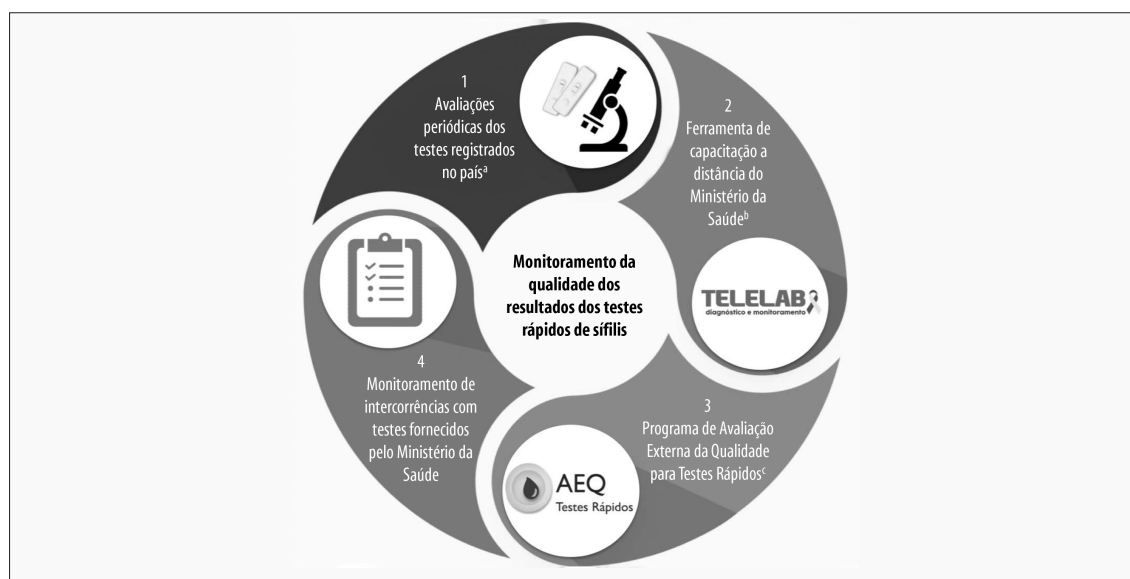 1
Avaliações
periódicas dos
testes registrados
no paísᵃ
2
Ferramenta de
capacitação a
distância do
Ministério da
Saúdeᵇ
TELELAB
diagnóstico e monitoramento
Monitoramento da
qualidade dos
resultados dos testes
rápidos de sífilis
3
Programa de Avaliação
Externa da Qualidade
para Testes Rápidosᶜ
AEQ
Testes Rápidos
4
Monitoramento de
intercorrências com
testes fornecidos
pelo Ministério da
Saúde